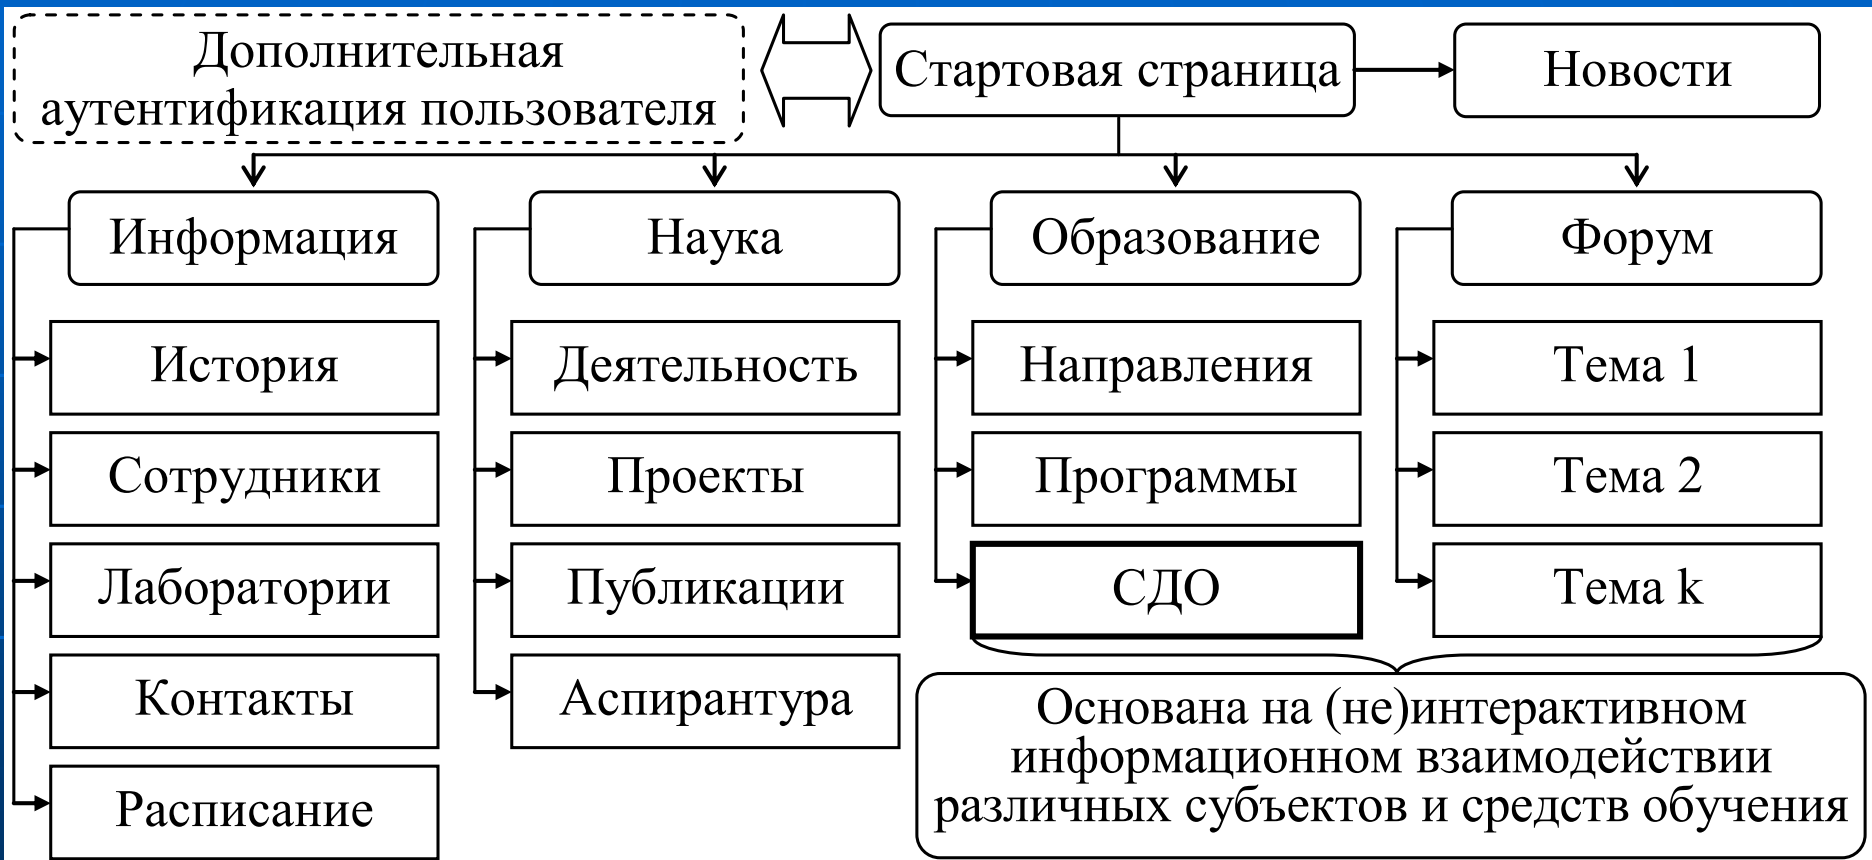 Дополнительная
аутентификация пользователя
Стартовая страница
Новости
Информация
История
Сотрудники
Лаборатории
Контакты
Расписание
Наука
Деятельность
Проекты
Публикации
Аспирантура
Образование
Направления
Программы
СДО
Форум
Тема 1
Тема 2
Тема k
Основана на (не)интерактивном
информационном взаимодействии
различных субъектов и средств обучения